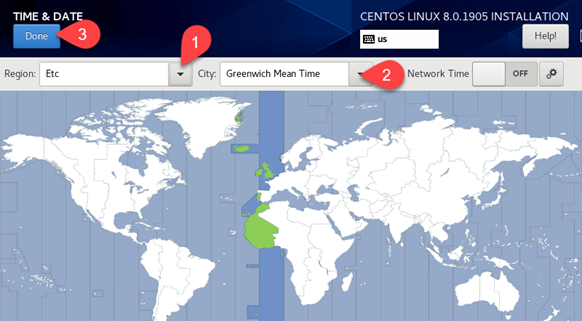 TIME & DATE
CENTOS LINUX 8.0.1905 INSTALLATION
Done
3
us
Help!
1
Region:
Etc
City:
Greenwich Mean Time
2
Network Time
OFF